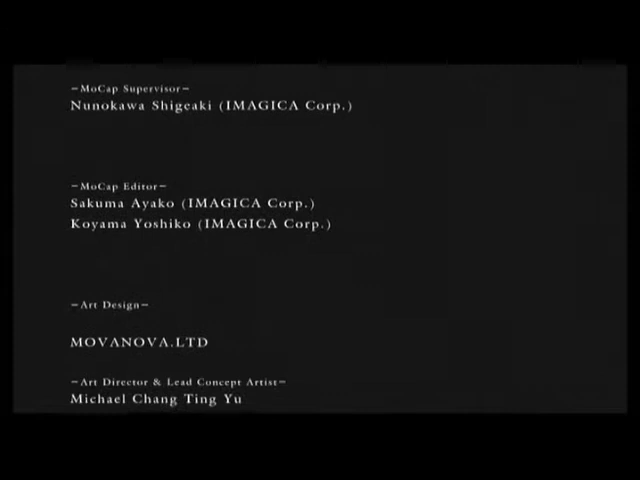 －MoCap Supervisor－
Nunokawa Shigeaki (IMAGICA Corp.)
－MoCap Editor－
Sakuma Ayako (IMAGICA Corp.)
Koyama Yoshiko (IMAGICA Corp.)
－Art Design－
MOVANOVA.LTD
－Art Director & Lead Concept Artist－
Michael Chang Ting Yu